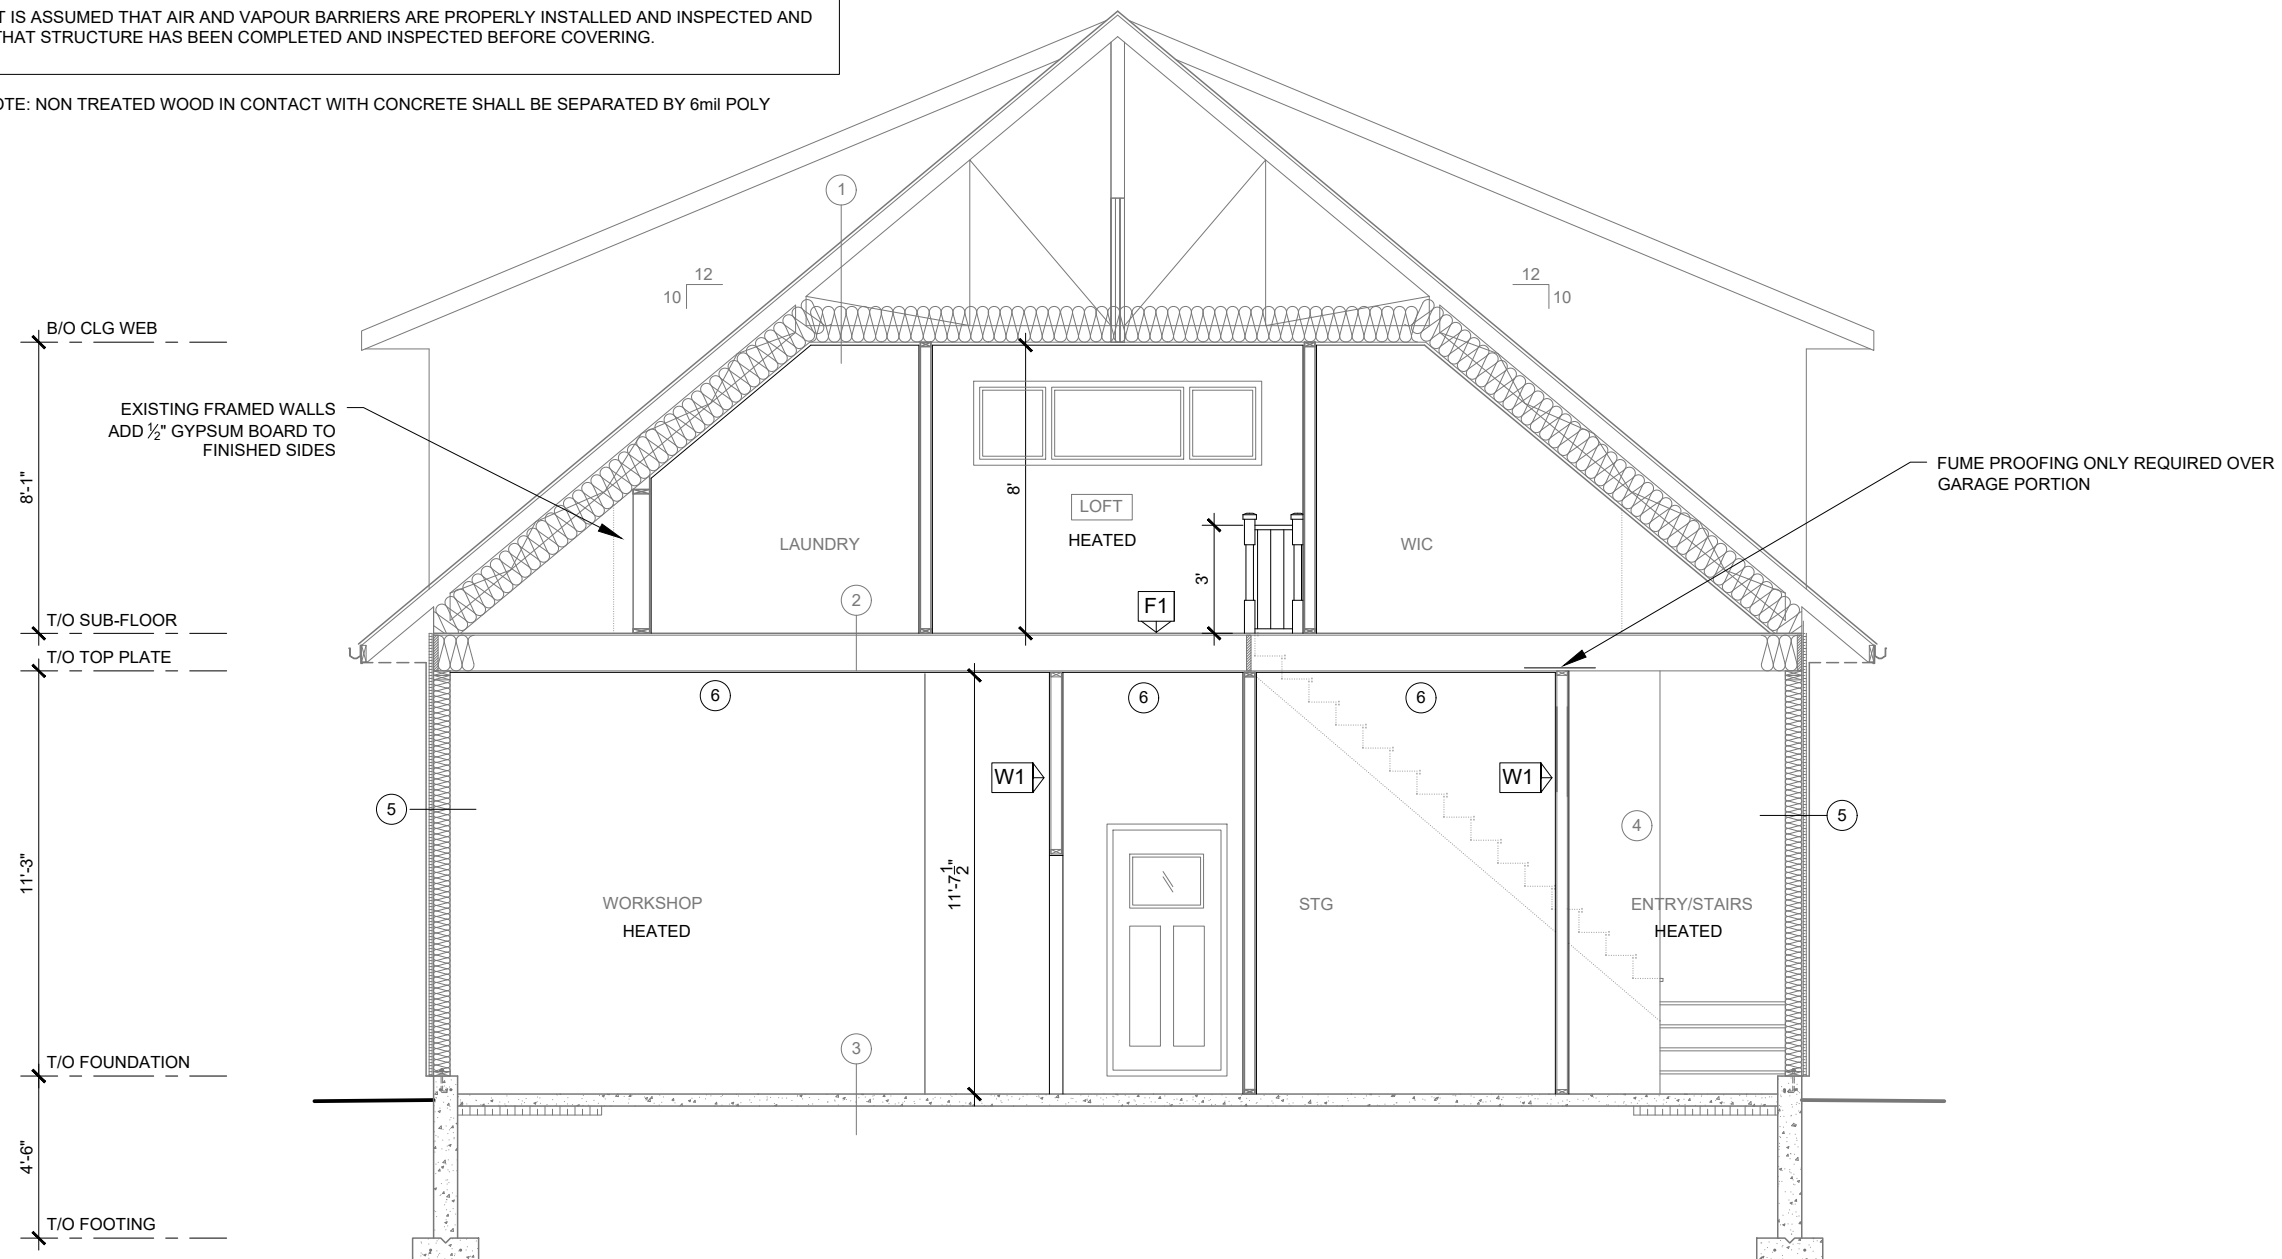 T IS ASSUMED THAT AIR AND VAPOUR BARRIERS ARE PROPERLY INSTALLED AND INSPECTED AND
THAT STRUCTURE HAS BEEN COMPLETED AND INSPECTED BEFORE COVERING.
OTE: NON TREATED WOOD IN CONTACT WITH CONCRETE SHALL BE SEPARATED BY 6mil POLY
1
12
10
12
10
B/O CLG WEB
EXISTING FRAMED WALLS
ADD ½" GYPSUM BOARD TO
FINISHED SIDES
FUME PROOFING ONLY REQUIRED OVER
GARAGE PORTION
8'-1"
8'
LOFT
HEATED
LAUNDRY
WIC
3'
2
F1
T/O SUB-FLOOR
T/O TOP PLATE
6
6
6
W1
W1
5
5
4
11'-3"
11'-7 1/2"
WORKSHOP
HEATED
STG
ENTRY/STAIRS
HEATED
3
T/O FOUNDATION
4'-6"
T/O FOOTING